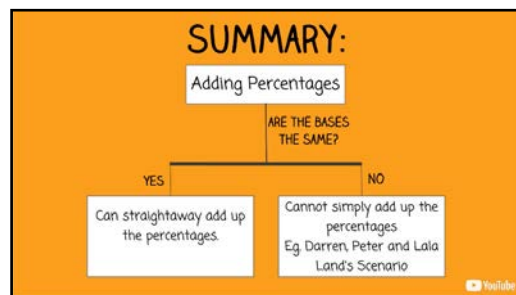 SUMMARY:
Adding Percentages
ARE THE BASES
THE SAME?
YES
NO
Can straightaway add up
the percentages.
Cannot simply add up the
percentages
Eg. Darren, Peter and Lala
Land's Scenario
YouTube